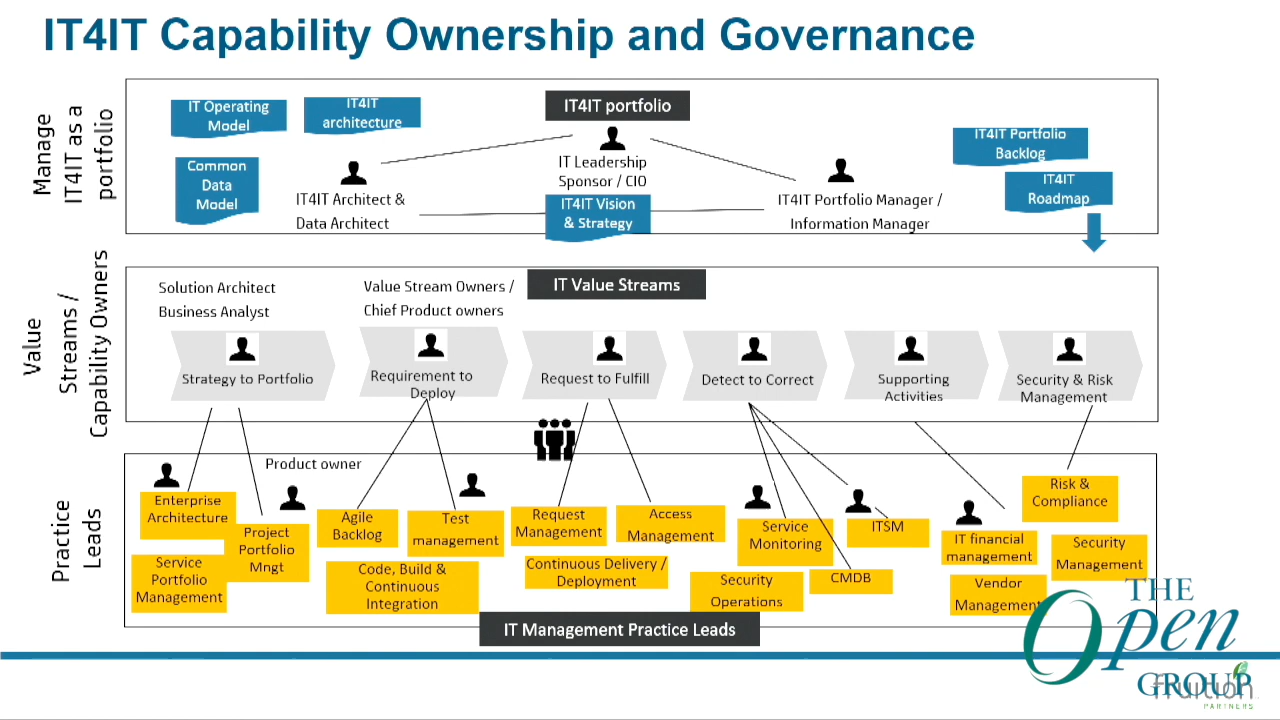 IT4IT Capability Ownership and Governance
Manage
IT4IT as a
portfolio
IT Operating
Model
IT4IT
architecture
Common
Data
Model
IT4IT portfolio
IT Leadership
Sponsor / CIO
IT4IT Vision
& Strategy
IT4IT Architect &
Data Architect
IT4IT Portfolio Manager /
Information Manager
IT4IT Portfolio
Backlog
IT4IT
Roadmap
Value
Streams /
Capability Owners
Solution Architect
Business Analyst
Value Stream Owners /
Chief Product owners
IT Value Streams
Strategy to Portfolio
Requirement to
Deploy
Request to Fulfill
Detect to Correct
Supporting
Activities
Security & Risk
Management
Practice
Leads
Product owner
Enterprise
Architecture
Project
Portfolio
Mngt
Service
Portfolio
Management
Agile
Backlog
Test
management
Code, Build &
Continuous
Integration
Request
Management
Access
Management
Continuous Delivery /
Deployment
Service
Monitoring
ITSM
Security
Operations
CMDB
IT financial
management
Vendor
Management
Risk &
Compliance
Security
Management
IT Management Practice Leads
THE
Open
GROUP
fruition
PARTNERS